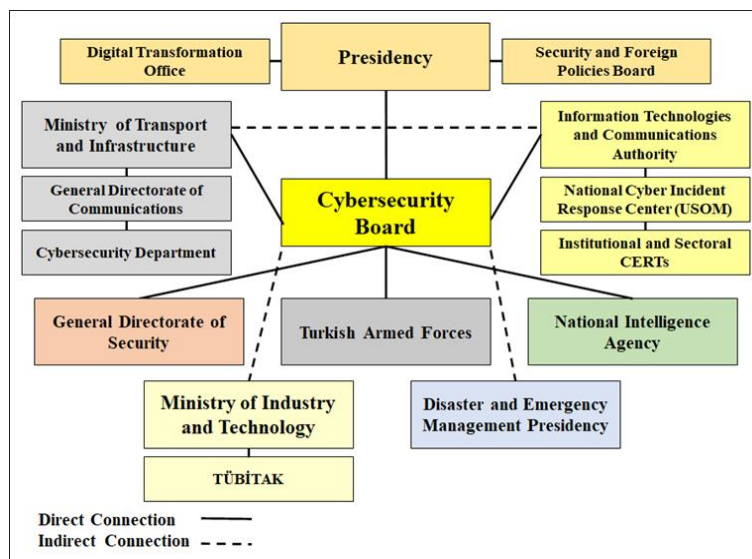 Digital Transformation
Office
Presidency
Security and Foreign
Policies Board
Ministry of Transport
and Infrastructure
Information Technologies
and Communications
Authority
General Directorate of
Communications
Cybersecurity
Board
National Cyber Incident
Response Center (USOM)
Cybersecurity Department
Institutional and Sectoral
CERTs
General Directorate of
Security
Turkish Armed Forces
National Intelligence
Agency
Ministry of Industry
and Technology
Disaster and Emergency
Management Presidency
TÜBİTAK
Direct Connection
Indirect Connection